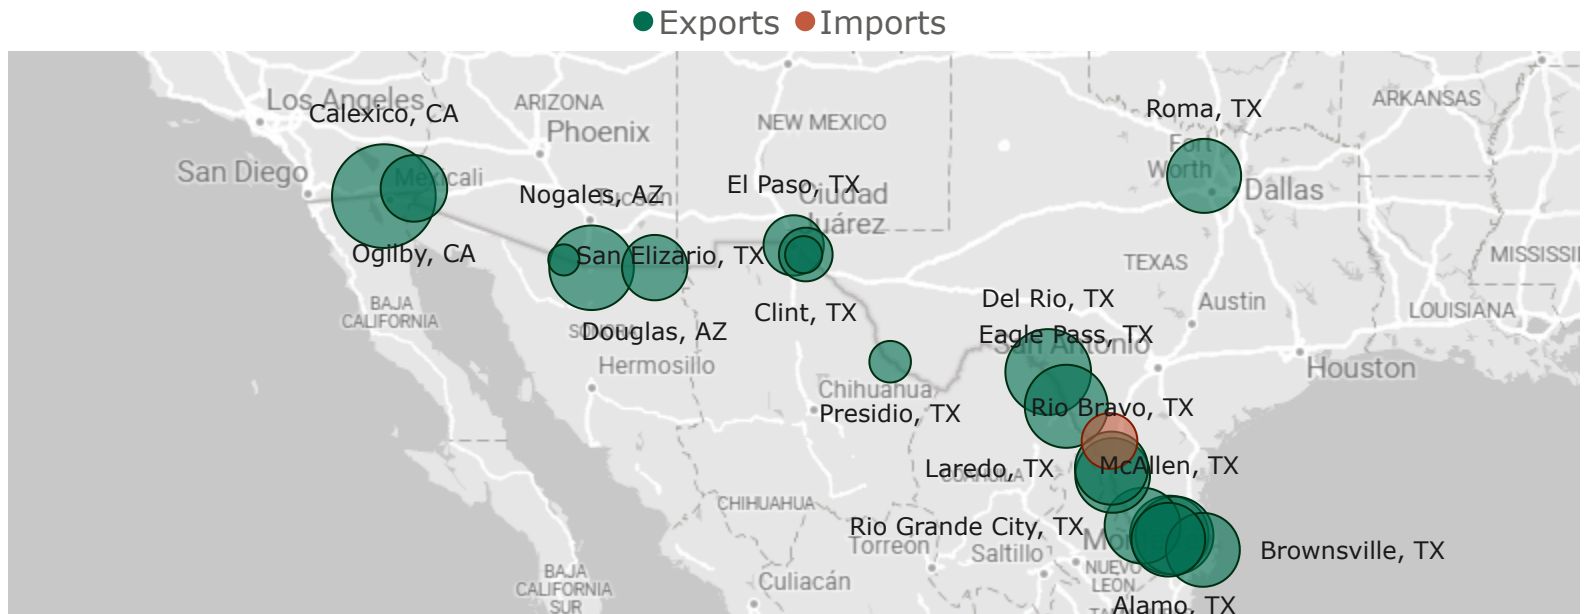 Exports Imports
Los Angeles
Calexico, CA
ARIZONA
Phoenix
NEW MEXICO
Roma, TX
ARKANSAS
Fort
Worth
Dallas
San Diego
Mexicali
Nogales, AZ
Tucson
El Paso, TX
Ciudad
Juárez
Ogilby, CA
San Elizario, TX
TEXAS
MISSISSI
BAJA
CALIFORNIA
Clint, TX
Del Rio, TX
Austin
LOUISIANA
Douglas, AZ
SONORA
Eagle Pass, TX
San Antonio
Hermosillo
Houston
Chihuahua
Presidio, TX
Rio Bravo, TX
Laredo, TX
McAllen, TX
COAHUILA
CHIHUAHUA
Rio Grande City, TX
Torreón
Saltillo
Brownsville, TX
BAJA
CALIFORNIA
SUR
Culiacán
NUEVO
LEON
Alamo, TX